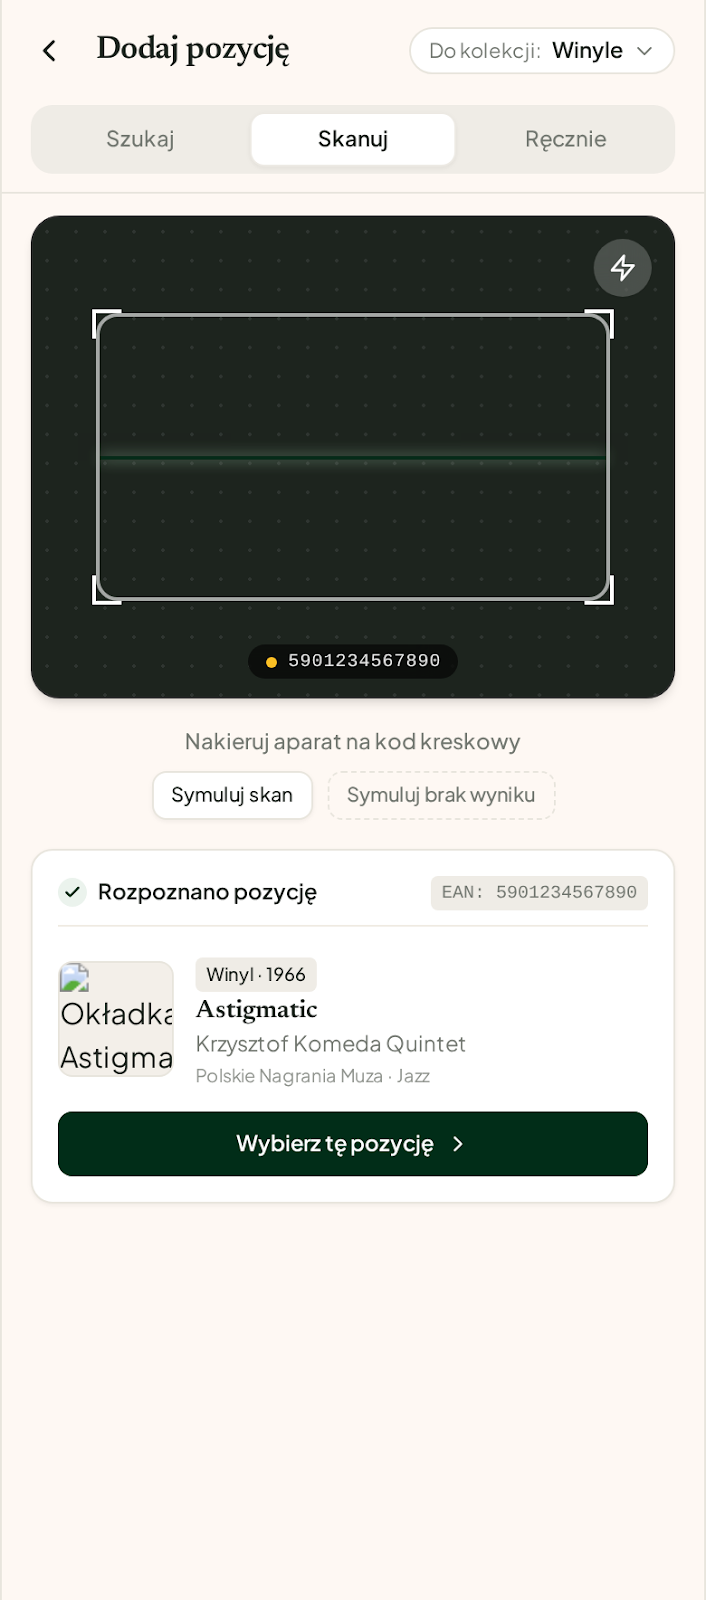 Dodaj pozycję
Do kolekcji: Winyle
Szukaj
Skanuj
Ręcznie
5901234567890
Nakieruj aparat na kod kreskowy
Symuluj skan
Symuluj brak wyniku
Rozpoznano pozycję
EAN: 5901234567890
Okładka
Astigma
Winyl · 1966
Astigmatic
Krzysztof Komeda Quintet
Polskie Nagrania Muza · Jazz
Wybierz tę pozycję